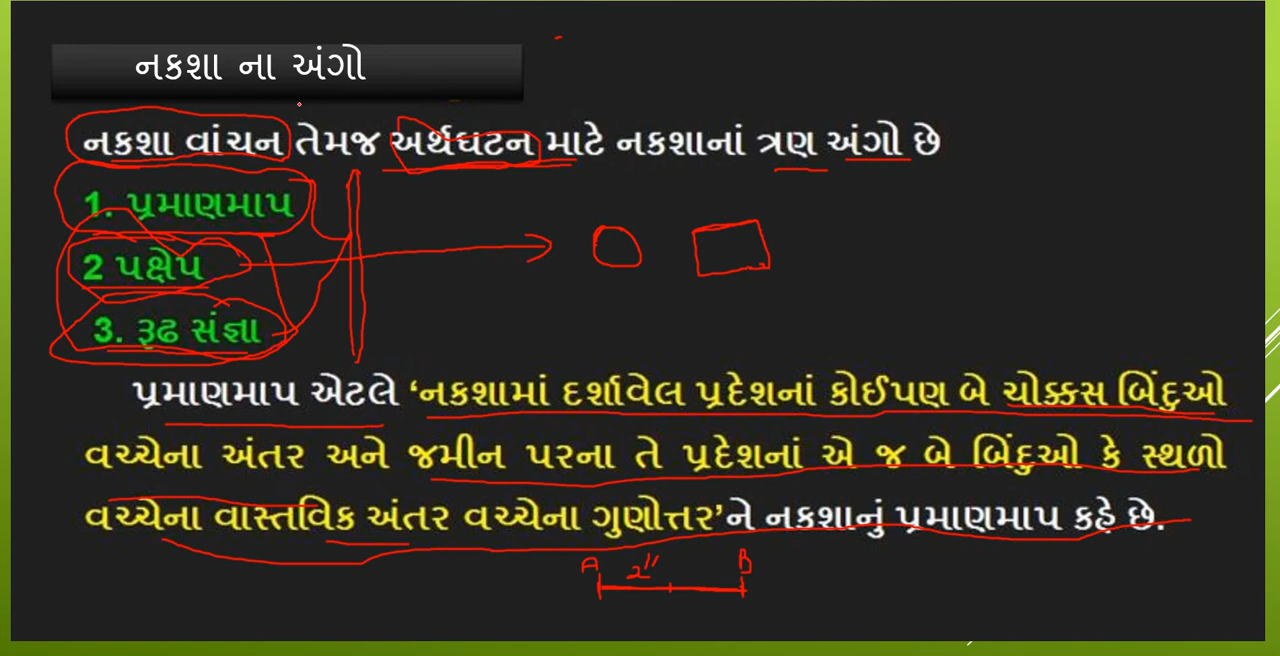 નકશા ના અંગો
નકશા વાંચન તેમજ અર્થઘટન માટે નકશાનાં ત્રણ અંગો છે
1. પ્રમાણમાપ
2 પક્ષેપ
3. રૂઢ સંજ્ઞા
પ્રમાણમાપ એટલે ‘નકશામાં દર્શાવેલ પ્રદેશનાં કોઈપણ બે ચોક્કસ બિંદુઓ
વચ્ચેના અંતર અને જમીન પરના તે પ્રદેશનાં એ જ બે બિંદુઓ કે સ્થળો
વચ્ચેના વાસ્તવિક અંતર વચ્ચેના ગુણોત્તર’ને નકશાનું પ્રમાણમાપ કહે છે.
A 2" B